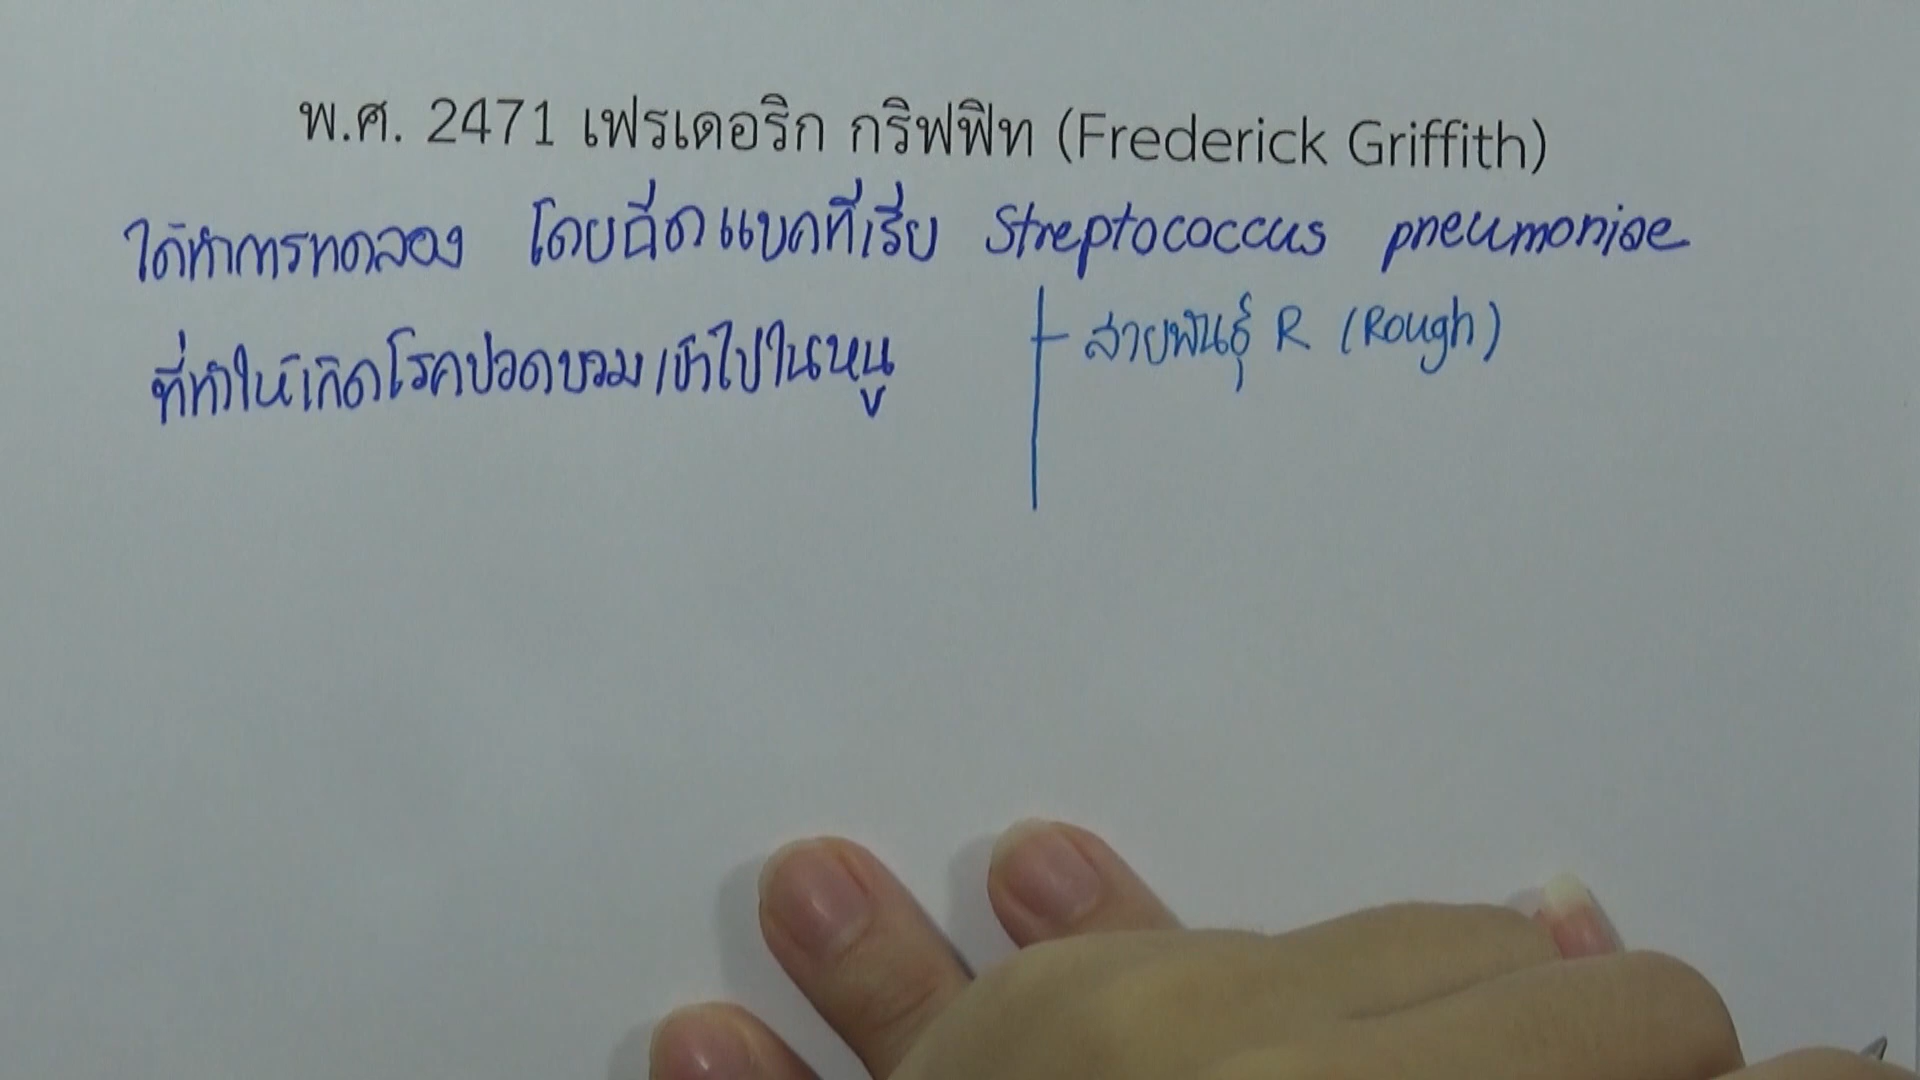 พ.ศ. 2471 เฟรเดอริก กริฟฟิท (Frederick Griffith)
ได้ทำการทดลอง โดยฉีดแบคทีเรีย Streptococcus pneumoniae
ที่ทำให้เกิดโรคปอดบวมเข้าไปในหนู
สายพันธุ์ R (Rough)